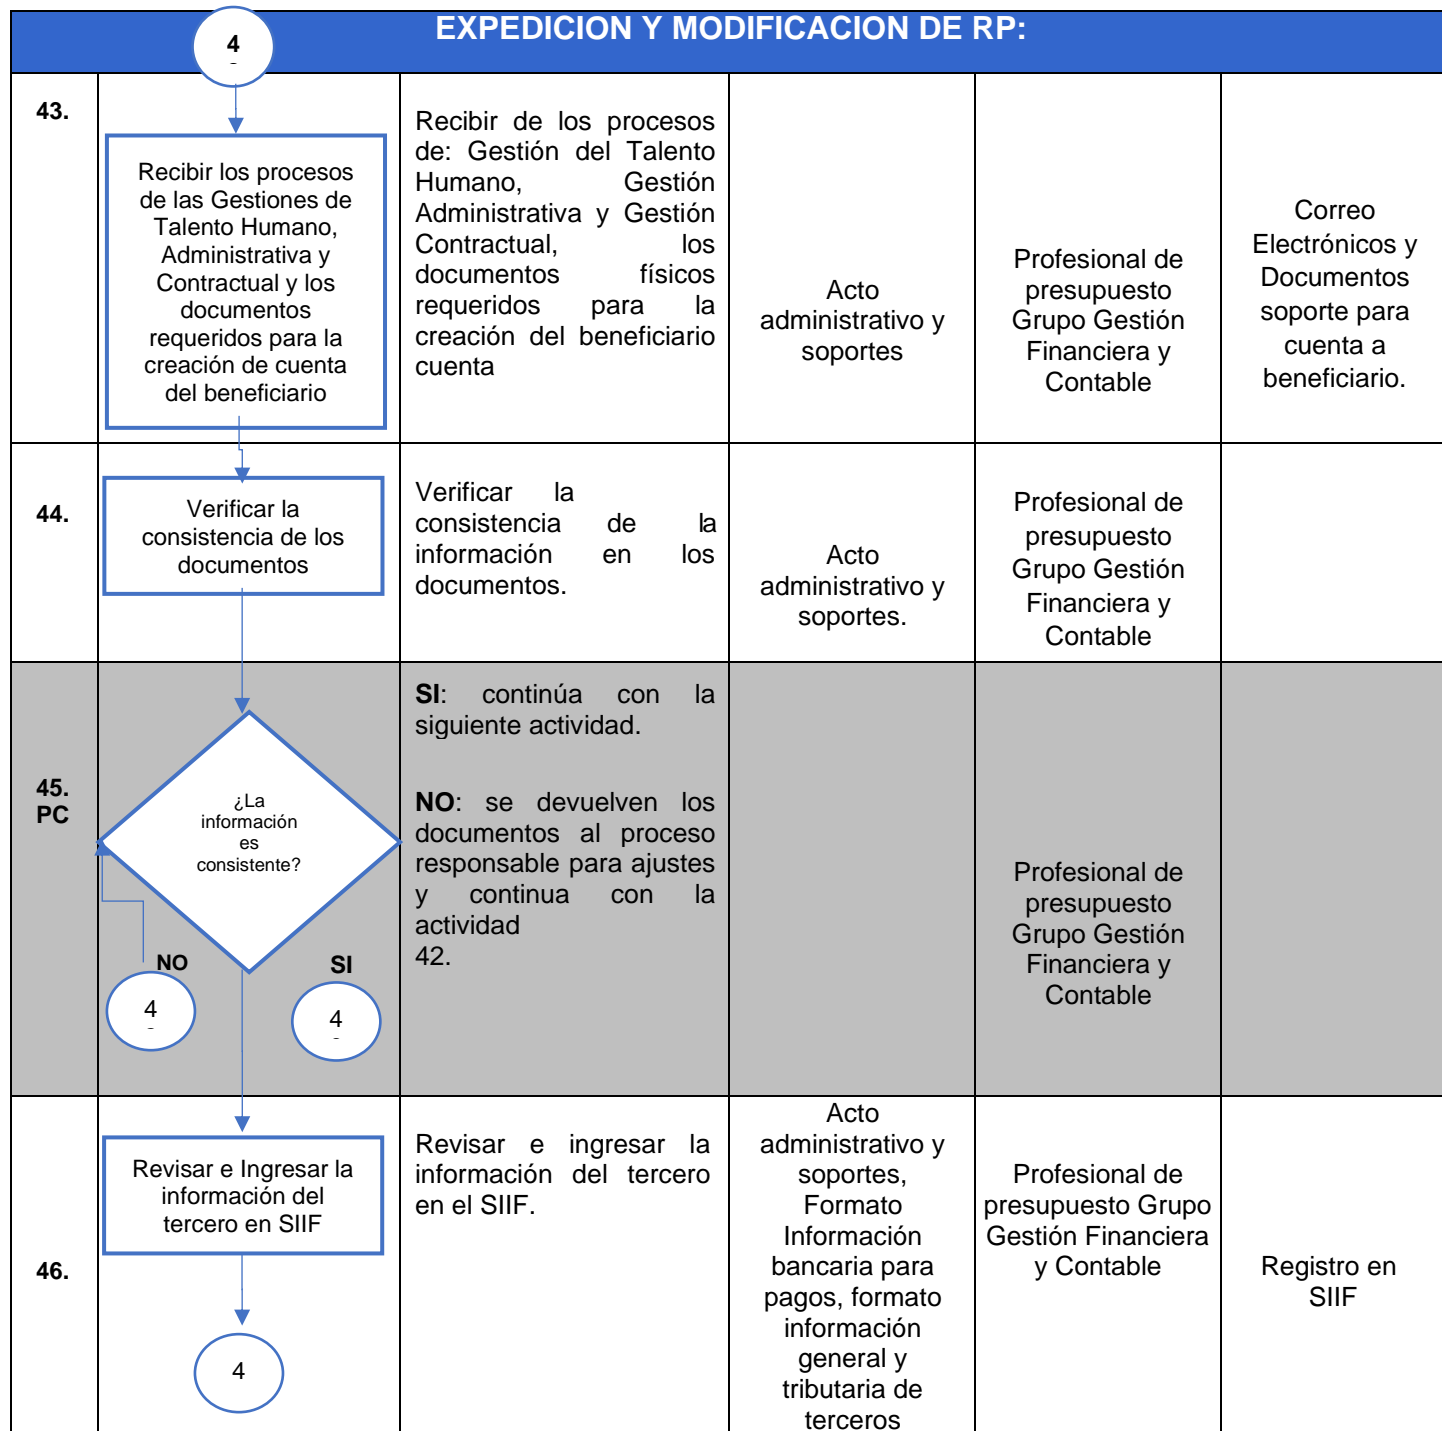 EXPEDICION Y MODIFICACION DE RP:
4
43.
Recibir los procesos
de las Gestiones de
Talento Humano,
Administrativa y
Contractual y los
documentos
requeridos para la
creación de cuenta
del beneficiario
Recibir de los procesos
de: Gestión del Talento
Humano, Gestión
Administrativa y Gestión
Contractual, los
documentos físicos
requeridos para la
creación del beneficiario
cuenta
Acto
administrativo y
soportes
Profesional de
presupuesto
Grupo Gestión
Financiera y
Contable
Correo
Electrónicos y
Documentos
soporte para
cuenta a
beneficiario.
44.
Verificar la
consistencia de los
documentos
Verificar la
consistencia de la
información en los
documentos.
Acto
administrativo y
soportes.
Profesional de
presupuesto
Grupo Gestión
Financiera y
Contable
45.
PC
¿La
información
es
consistente?
NO
SI
4
4
SI: continúa con la
siguiente actividad.
NO: se devuelven los
documentos al proceso
responsable para ajustes
y continua con la
actividad
42.
Profesional de
presupuesto
Grupo Gestión
Financiera y
Contable
46.
Revisar e Ingresar la
información del
tercero en SIIF
4
Revisar e ingresar la
información del tercero
en el SIIF.
Acto
administrativo y
soportes,
Formato
Información
bancaria para
pagos, formato
información
general y
tributaria de
terceros
Profesional de
presupuesto Grupo
Gestión Financiera
y Contable
Registro en
SIIF